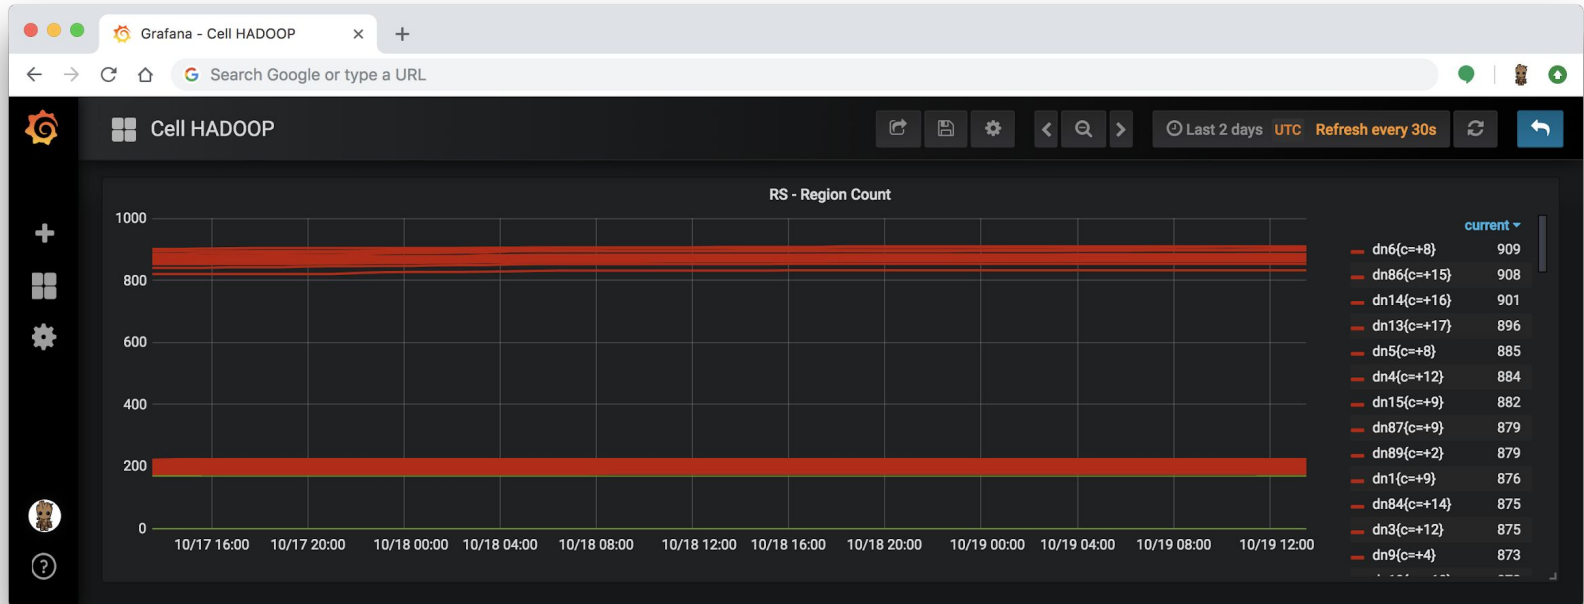 Grafana - Cell HADOOP
Search Google or type a URL
Cell HADOOP
Last 2 days UTC Refresh every 30s
RS - Region Count
current
1000
800
600
400
200
0
10/17 16:00 10/17 20:00 10/18 00:00 10/18 04:00 10/18 08:00 10/18 12:00 10/18 16:00 10/18 20:00 10/19 00:00 10/19 04:00 10/19 08:00 10/19 12:00
dn6{c=+8} 909
dn86{c=+15} 908
dn14{c=+16} 901
dn13{c=+17} 896
dn5{c=+8} 885
dn4{c=+12} 884
dn15{c=+9} 882
dn87{c=+9} 879
dn89{c=+2} 879
dn1{c=+9} 876
dn84{c=+14} 875
dn3{c=+12} 875
dn9{c=+4} 873